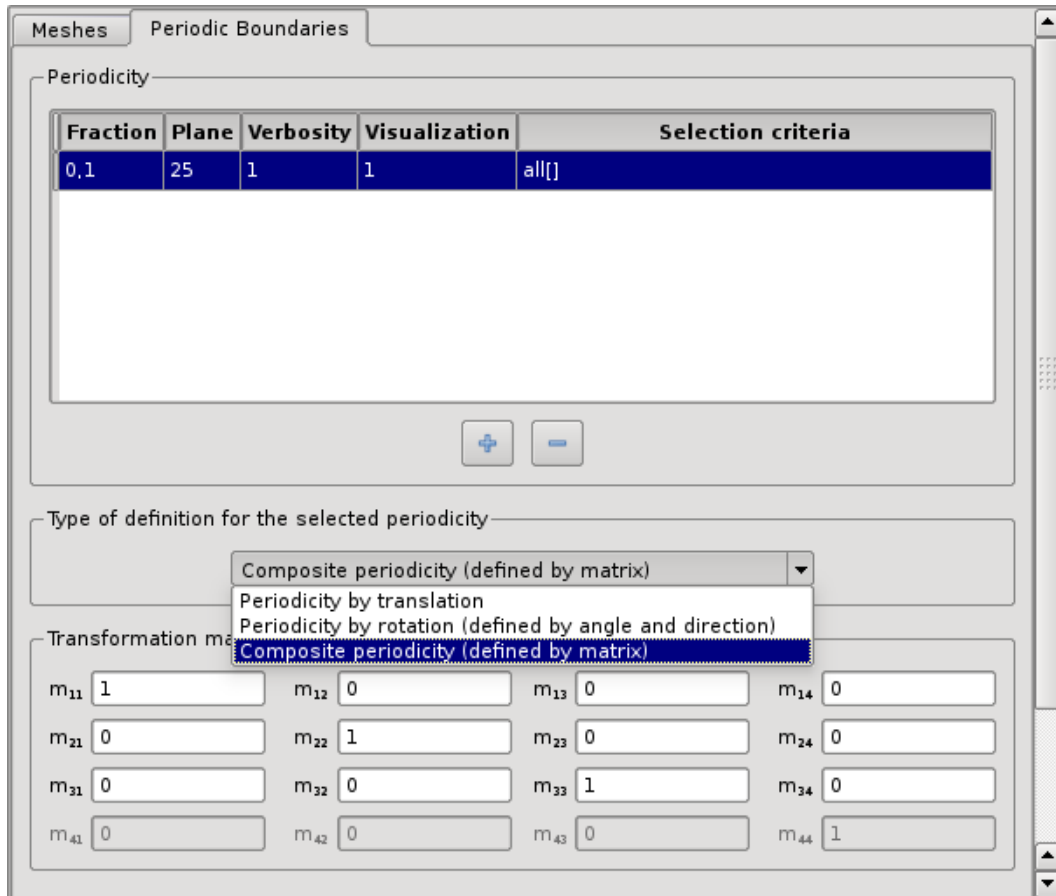 Meshes Periodic Boundaries
Periodicity
Fraction Plane Verbosity Visualization Selection criteria
0,1 25 1 1 all[]
Type of definition for the selected periodicity
Composite periodicity (defined by matrix)
Periodicity by translation
Periodicity by rotation (defined by angle and direction)
Composite periodicity (defined by matrix)
Transformation
m₁₁ 1 m₁₂ 0 m₁₃ 0 m₁₄ 0
m₂₁ 0 m₂₂ 1 m₂₃ 0 m₂₄ 0
m₃₁ 0 m₃₂ 0 m₃₃ 1 m₃₄ 0
m₄₁ 0 m₄₂ 0 m₄₃ 0 m₄₄ 1